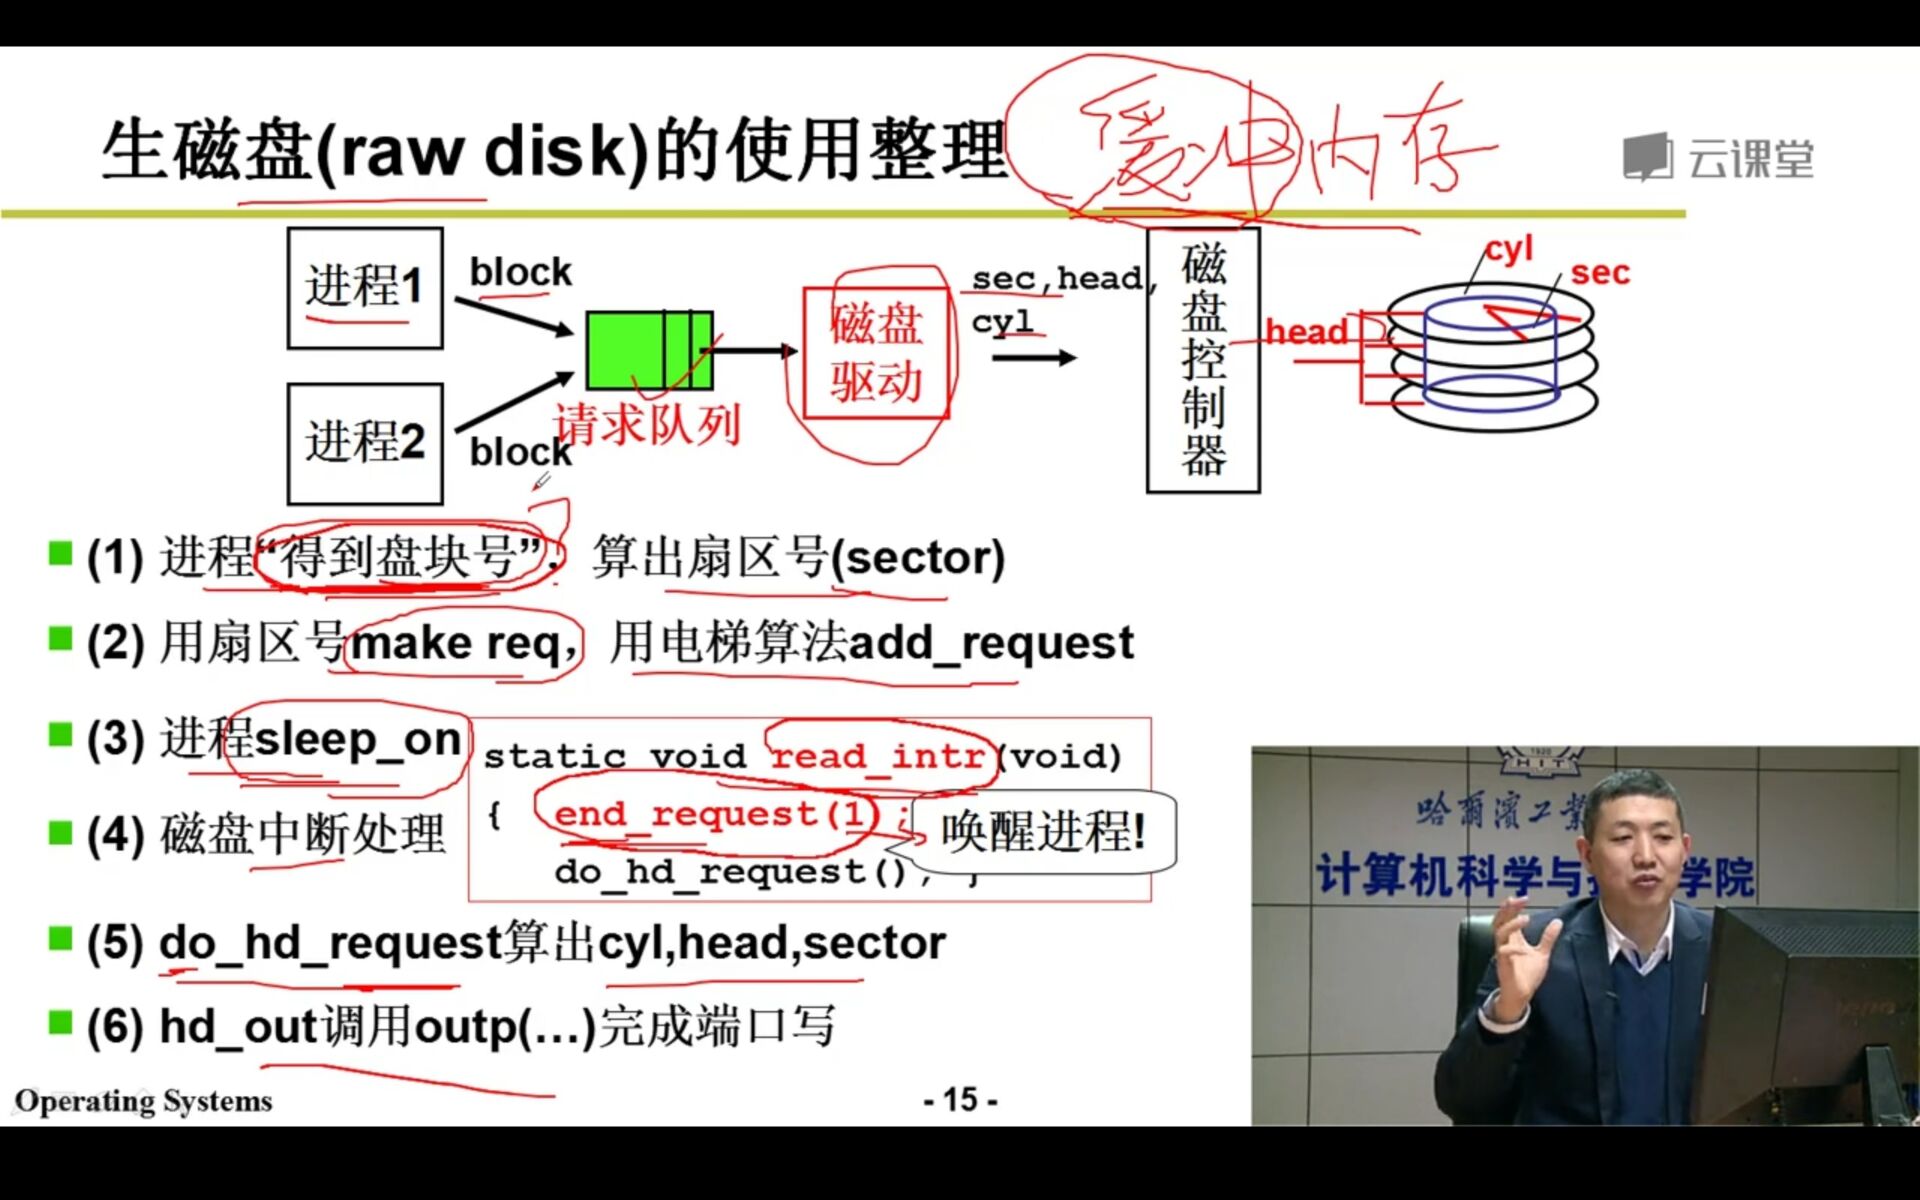 生磁盘(raw disk)的使用整理 缓冲内存
云课堂
进程1
block
进程2
block
请求队列
磁盘
驱动
sec,head,
cyl
磁盘控制器
head
cyl
sec
(1) 进程“得到盘块号”，算出扇区号(sector)
(2) 用扇区号make req，用电梯算法add_request
(3) 进程sleep_on
static void read_intr(void)
{ end_request(1);
do_hd_request(); }
唤醒进程!
(4) 磁盘中断处理
(5) do_hd_request算出cyl,head,sector
(6) hd_out调用outp(...)完成端口写
Operating Systems
- 15 -
1920
HIT
哈爾濱工業
计算机科学与
学院
lenovo